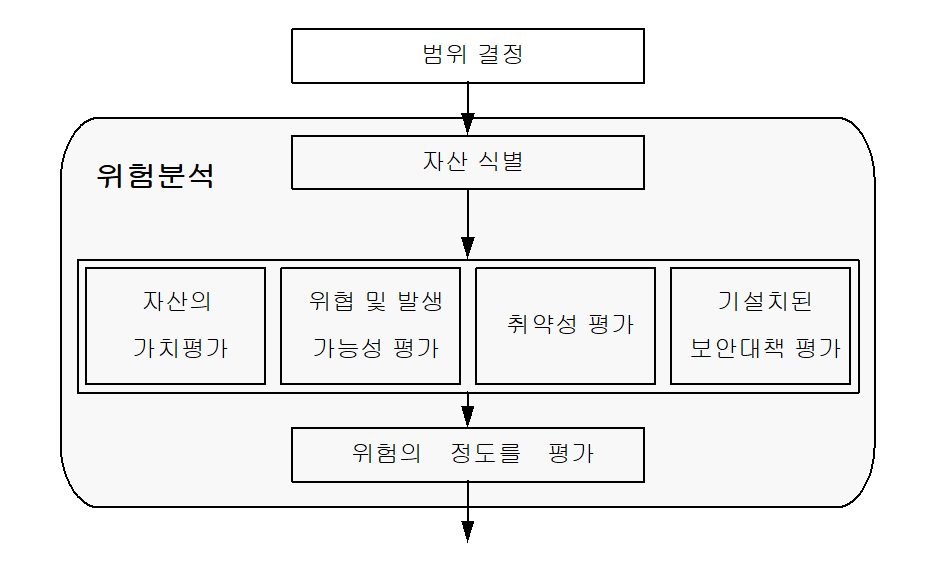 범위 결정
자산 식별
위험분석
자산의
가치평가
위협 및 발생
가능성 평가
취약성 평가
기설치된
보안대책 평가
위험의 정도를 평가